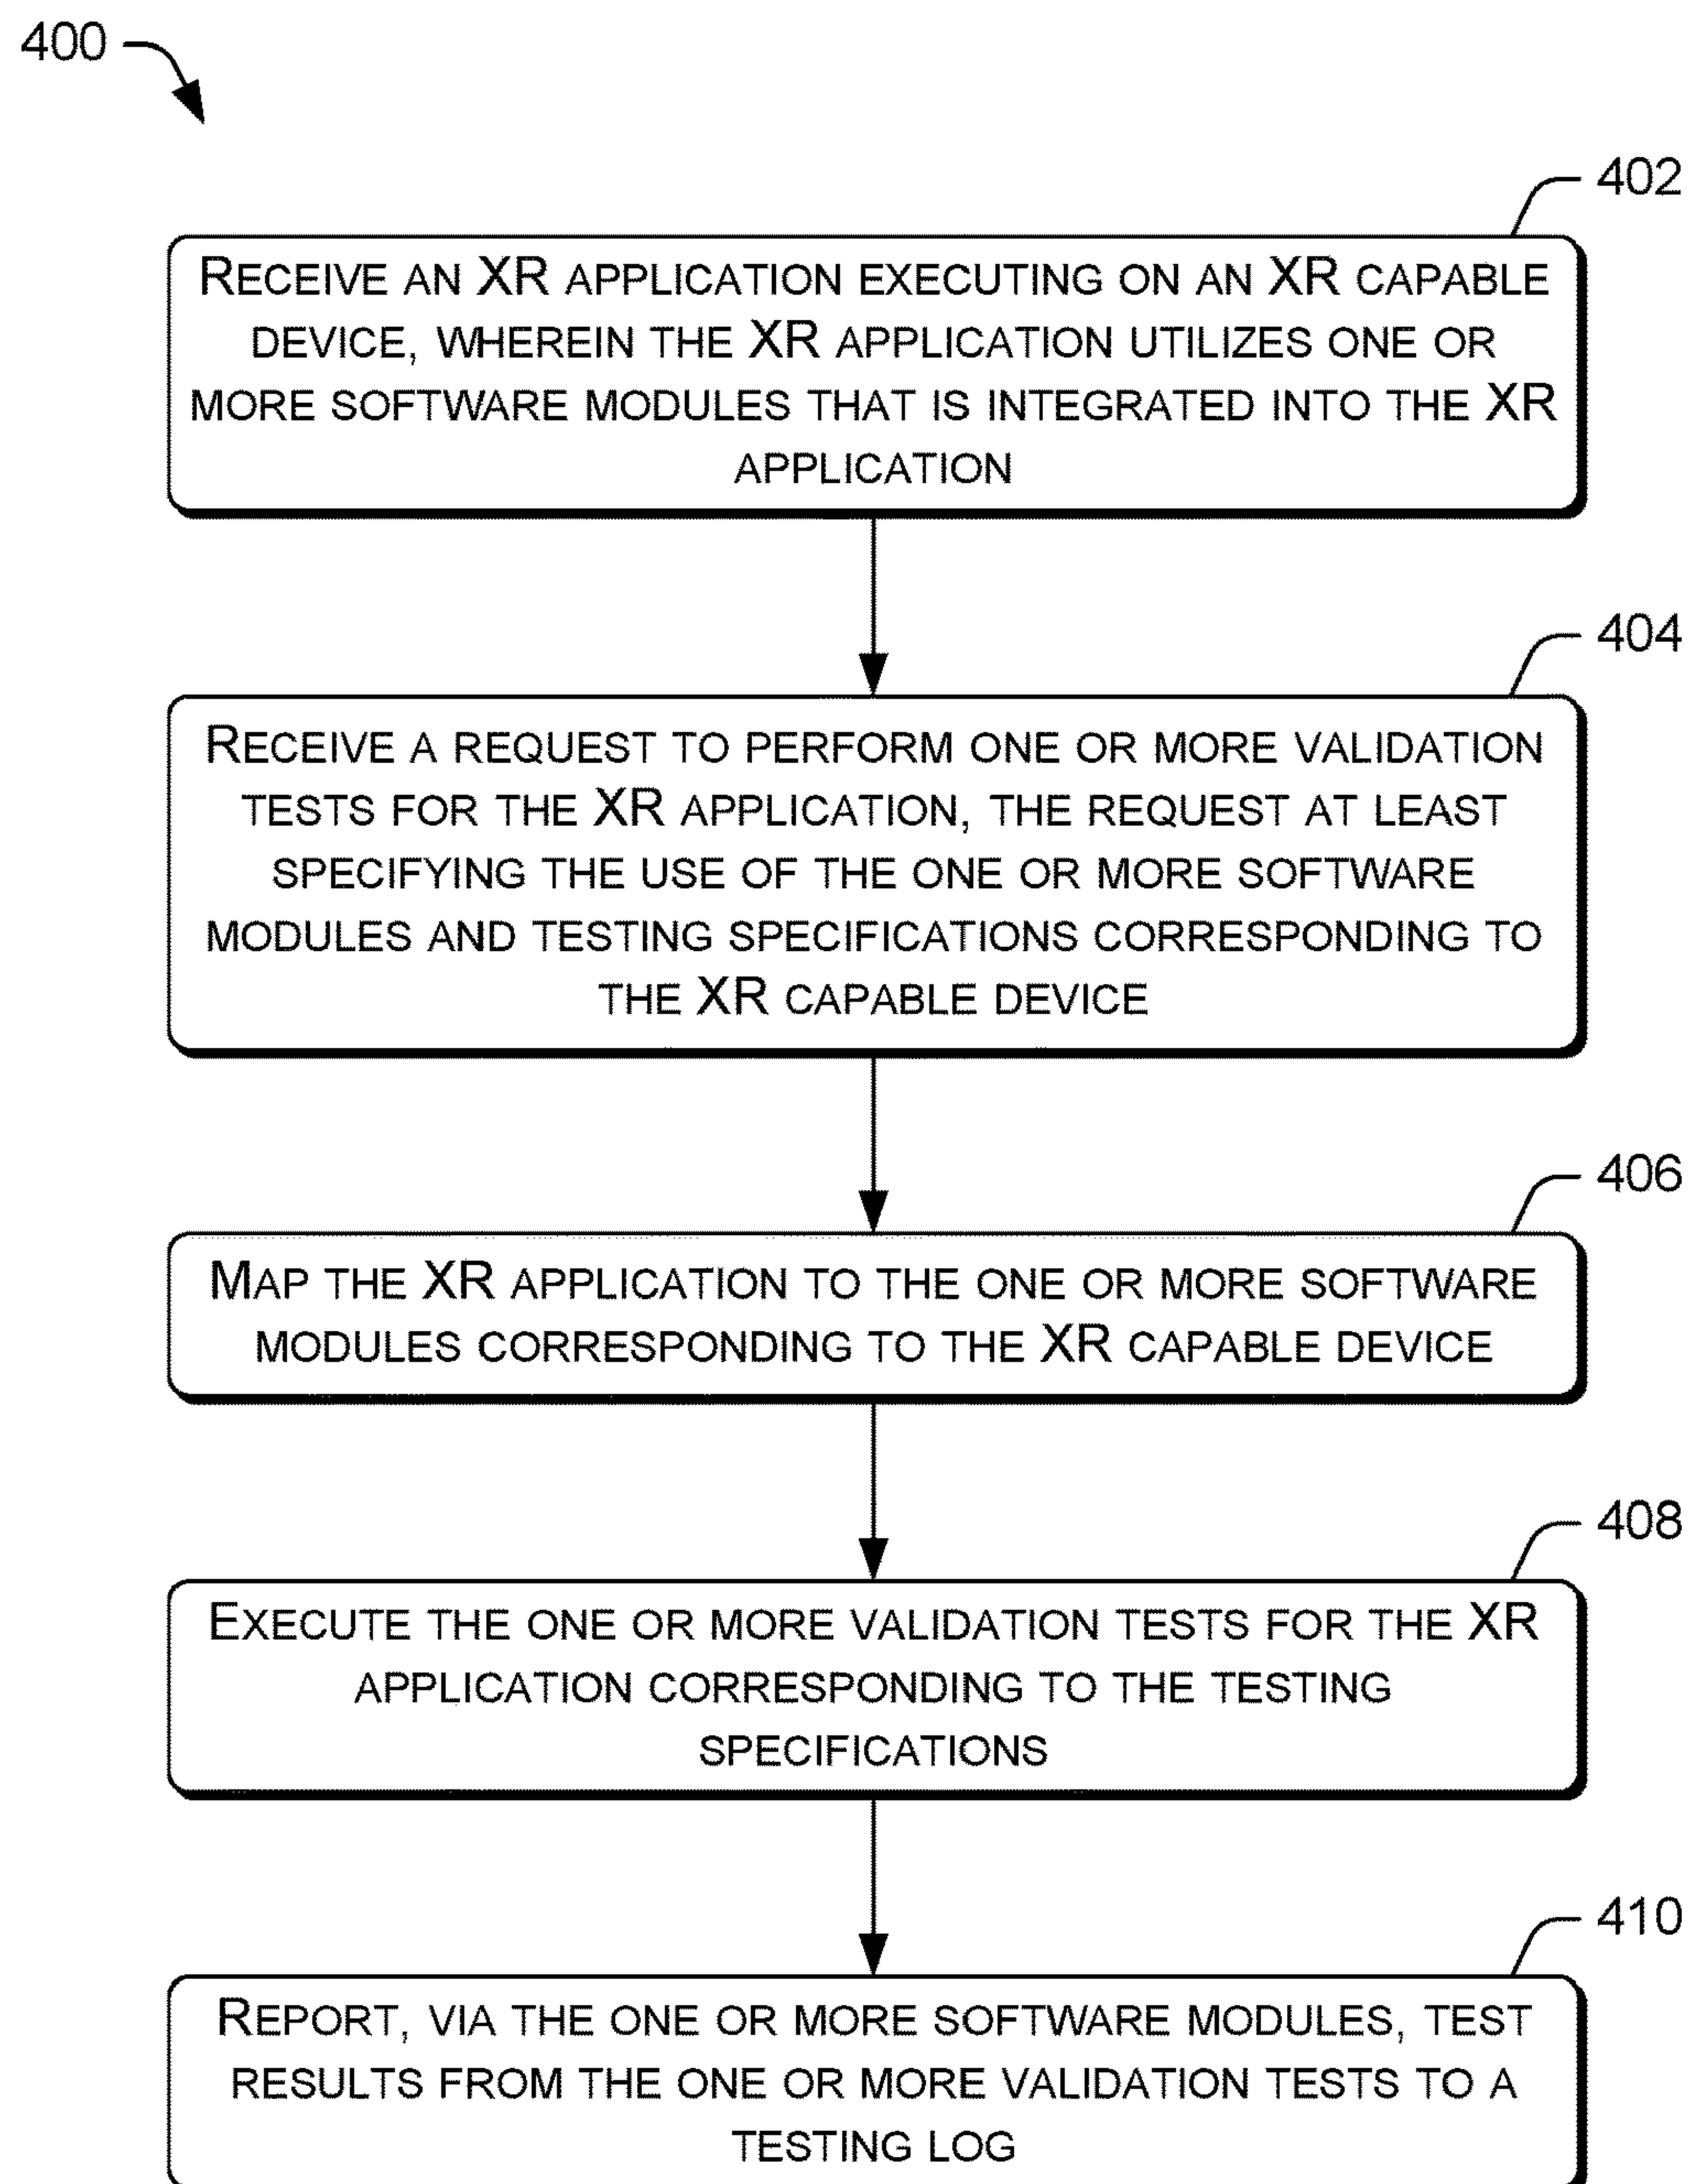 400
402
RECEIVE AN XR APPLICATION EXECUTING ON AN XR CAPABLE
DEVICE, WHEREIN THE XR APPLICATION UTILIZES ONE OR
MORE SOFTWARE MODULES THAT IS INTEGRATED INTO THE XR
APPLICATION
404
RECEIVE A REQUEST TO PERFORM ONE OR MORE VALIDATION
TESTS FOR THE XR APPLICATION, THE REQUEST AT LEAST
SPECIFYING THE USE OF THE ONE OR MORE SOFTWARE
MODULES AND TESTING SPECIFICATIONS CORRESPONDING TO
THE XR CAPABLE DEVICE
406
MAP THE XR APPLICATION TO THE ONE OR MORE SOFTWARE
MODULES CORRESPONDING TO THE XR CAPABLE DEVICE
408
EXECUTE THE ONE OR MORE VALIDATION TESTS FOR THE XR
APPLICATION CORRESPONDING TO THE TESTING
SPECIFICATIONS
410
REPORT, VIA THE ONE OR MORE SOFTWARE MODULES, TEST
RESULTS FROM THE ONE OR MORE VALIDATION TESTS TO A
TESTING LOG